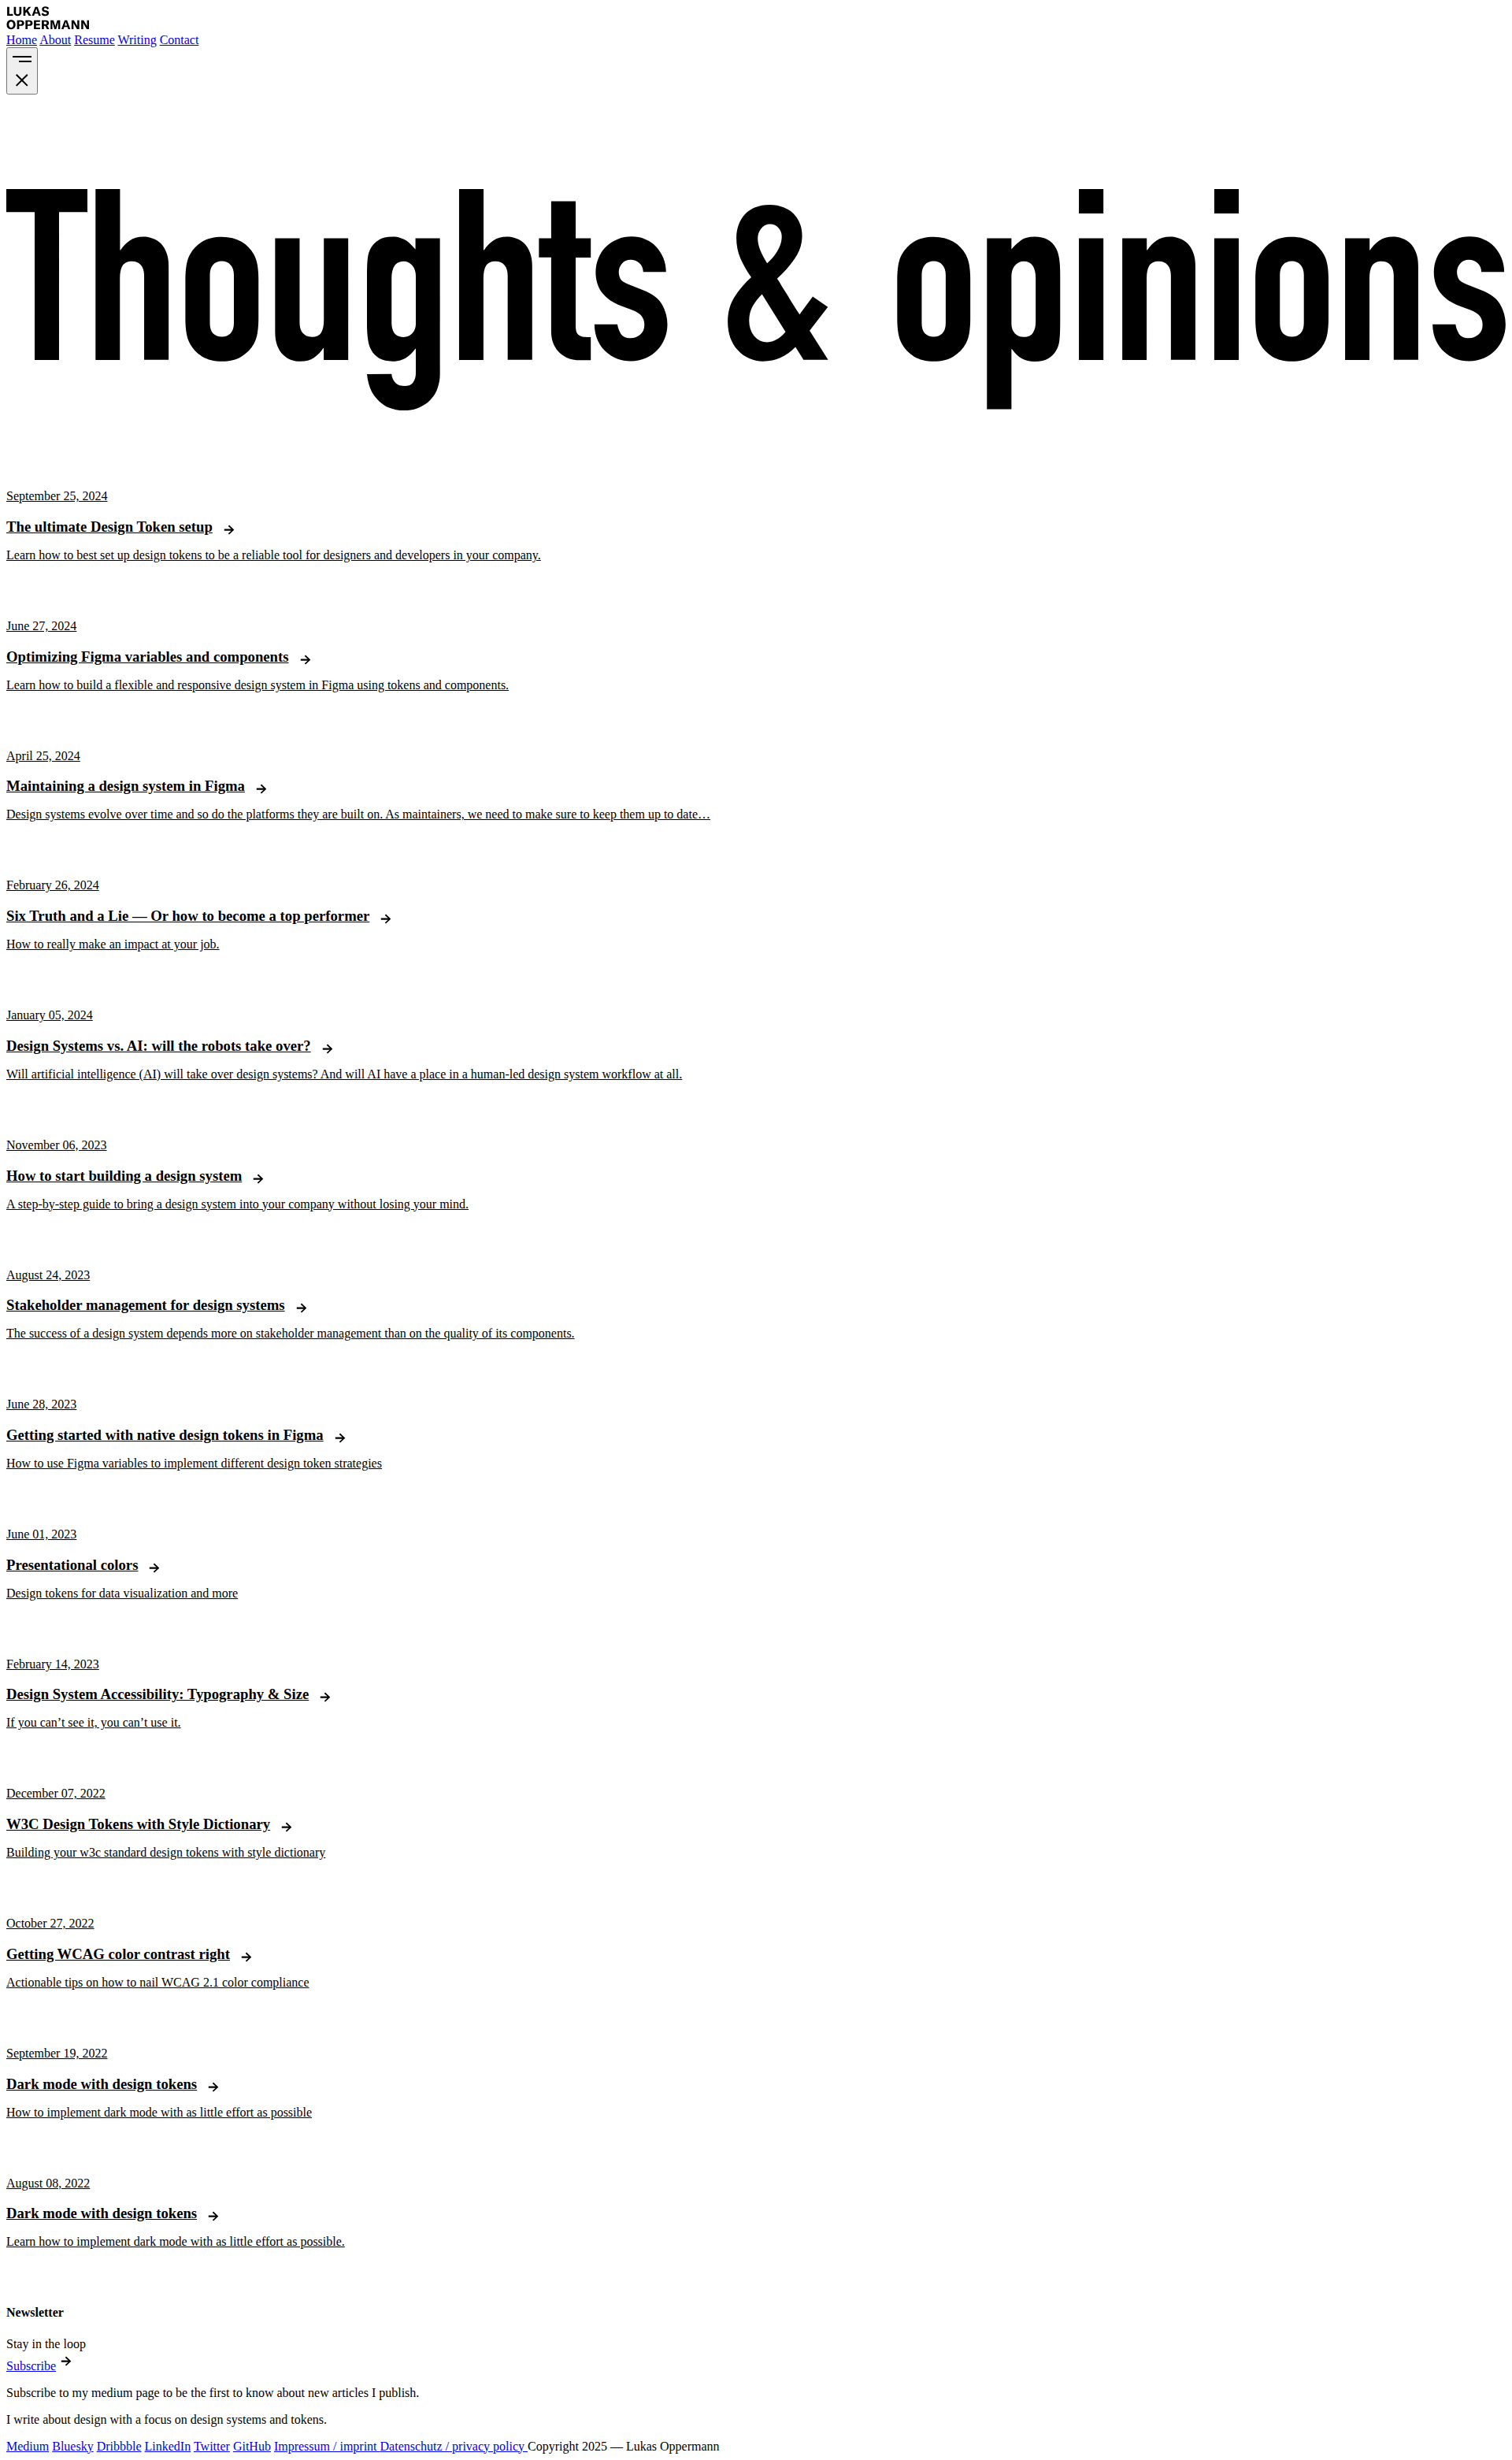 LUKAS
OPPERMANN
Home About Resume Writing Contact
Thoughts & opinions
September 25, 2024
The ultimate Design Token setup
Learn how to best set up design tokens to be a reliable tool for designers and developers in your company.
June 27, 2024
Optimizing Figma variables and components
Learn how to build a flexible and responsive design system in Figma using tokens and components.
April 25, 2024
Maintaining a design system in Figma
Design systems evolve over time and so do the platforms they are built on. As maintainers, we need to make sure to keep them up to date…
February 26, 2024
Six Truth and a Lie — Or how to become a top performer
How to really make an impact at your job.
January 05, 2024
Design Systems vs. AI: will the robots take over?
Will artificial intelligence (AI) will take over design systems? And will AI have a place in a human-led design system workflow at all.
November 06, 2023
How to start building a design system
A step-by-step guide to bring a design system into your company without losing your mind.
August 24, 2023
Stakeholder management for design systems
The success of a design system depends more on stakeholder management than on the quality of its components.
June 28, 2023
Getting started with native design tokens in Figma
How to use Figma variables to implement different design token strategies
June 01, 2023
Presentational colors
Design tokens for data visualization and more
February 14, 2023
Design System Accessibility: Typography & Size
If you can’t see it, you can’t use it.
December 07, 2022
W3C Design Tokens with Style Dictionary
Building your w3c standard design tokens with style dictionary
October 27, 2022
Getting WCAG color contrast right
Actionable tips on how to nail WCAG 2.1 color compliance
September 19, 2022
Dark mode with design tokens
How to implement dark mode with as little effort as possible
August 08, 2022
Dark mode with design tokens
Learn how to implement dark mode with as little effort as possible.
Newsletter
Stay in the loop
Subscribe
Subscribe to my medium page to be the first to know about new articles I publish.
I write about design with a focus on design systems and tokens.
Medium Bluesky Dribbble LinkedIn Twitter GitHub Impressum / imprint Datenschutz / privacy policy Copyright 2025 — Lukas Oppermann